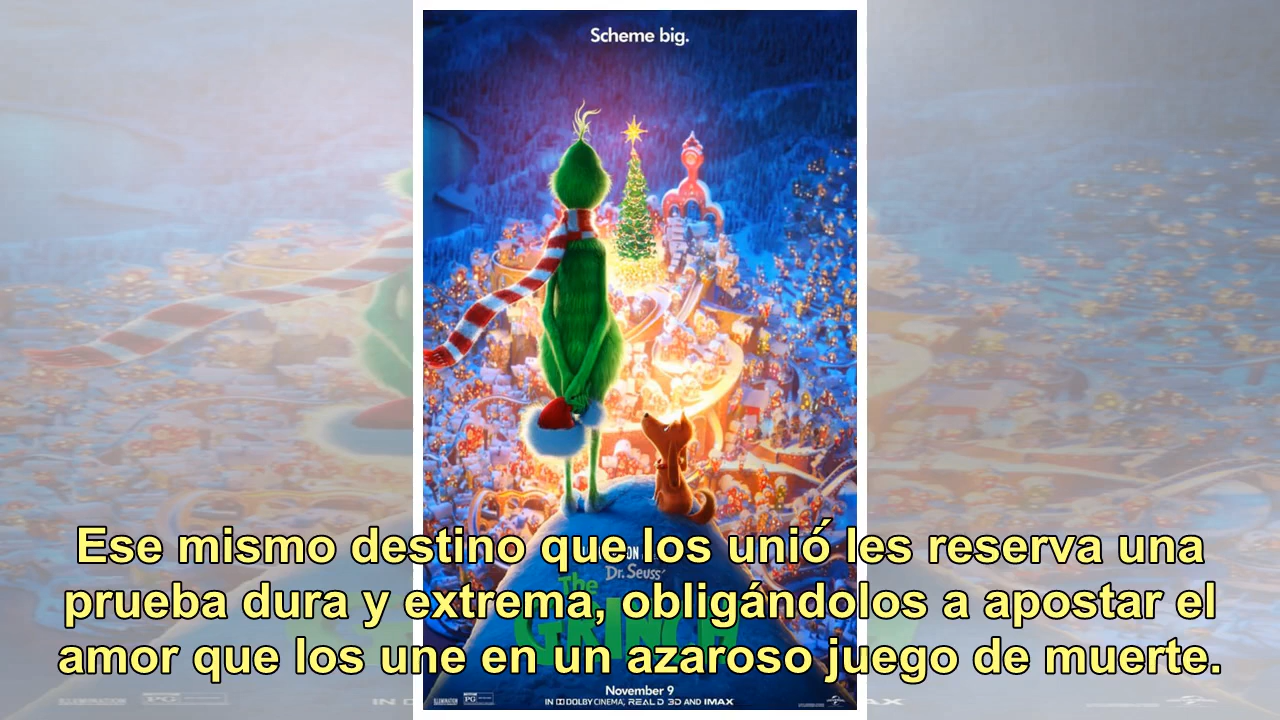 Scheme big.
Ese mismo destino que los unió les reserva una
Dr. Seuss'
The
prueba dura y extrema, obligándolos a apostar el
GRINCH
amor que los une en un azaroso juego de muerte.
November 9
IN DOLBY CINEMA, REAL D 3D AND IMAX